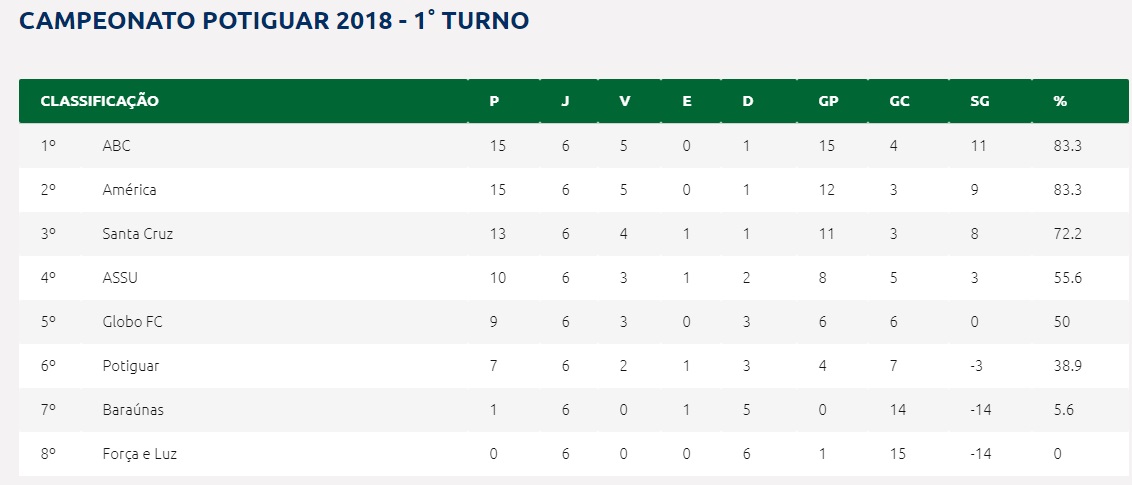 CAMPEONATO POTIGUAR 2018 - 1° TURNO
CLASSIFICAÇÃO P J V E D GP GC SG %
1º ABC 15 6 5 0 1 15 4 11 83.3
2º América 15 6 5 0 1 12 3 9 83.3
3º Santa Cruz 13 6 4 1 1 11 3 8 72.2
4º ASSU 10 6 3 1 2 8 5 3 55.6
5º Globo FC 9 6 3 0 3 6 6 0 50
6º Potiguar 7 6 2 1 3 4 7 -3 38.9
7º Baraúnas 1 6 0 1 5 0 14 -14 5.6
8º Força e Luz 0 6 0 0 6 1 15 -14 0